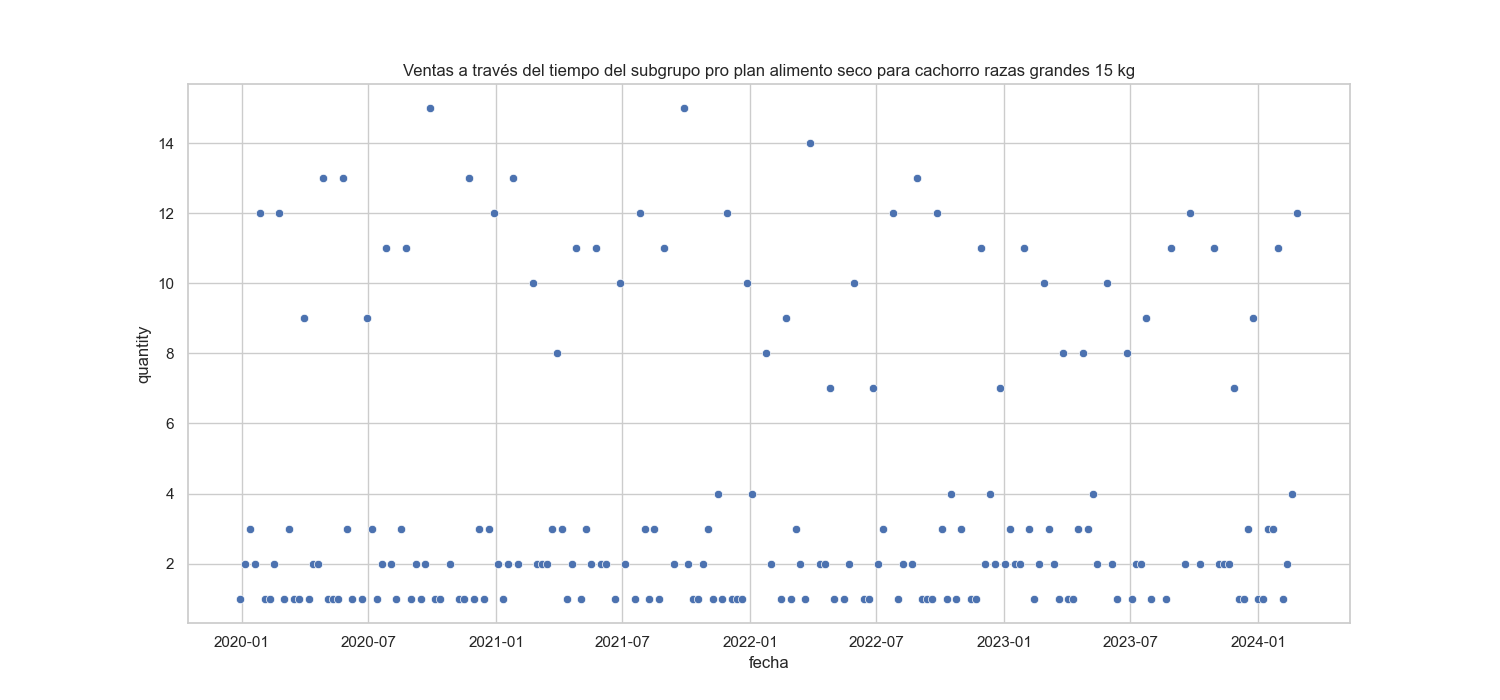 Ventas a través del tiempo del subgrupo pro plan alimento seco para cachorro razas grandes 15 kg
14
12
10
8
6
4
2
quantity
2020-01 2020-07 2021-01 2021-07 2022-01 2022-07 2023-01 2023-07 2024-01
fecha